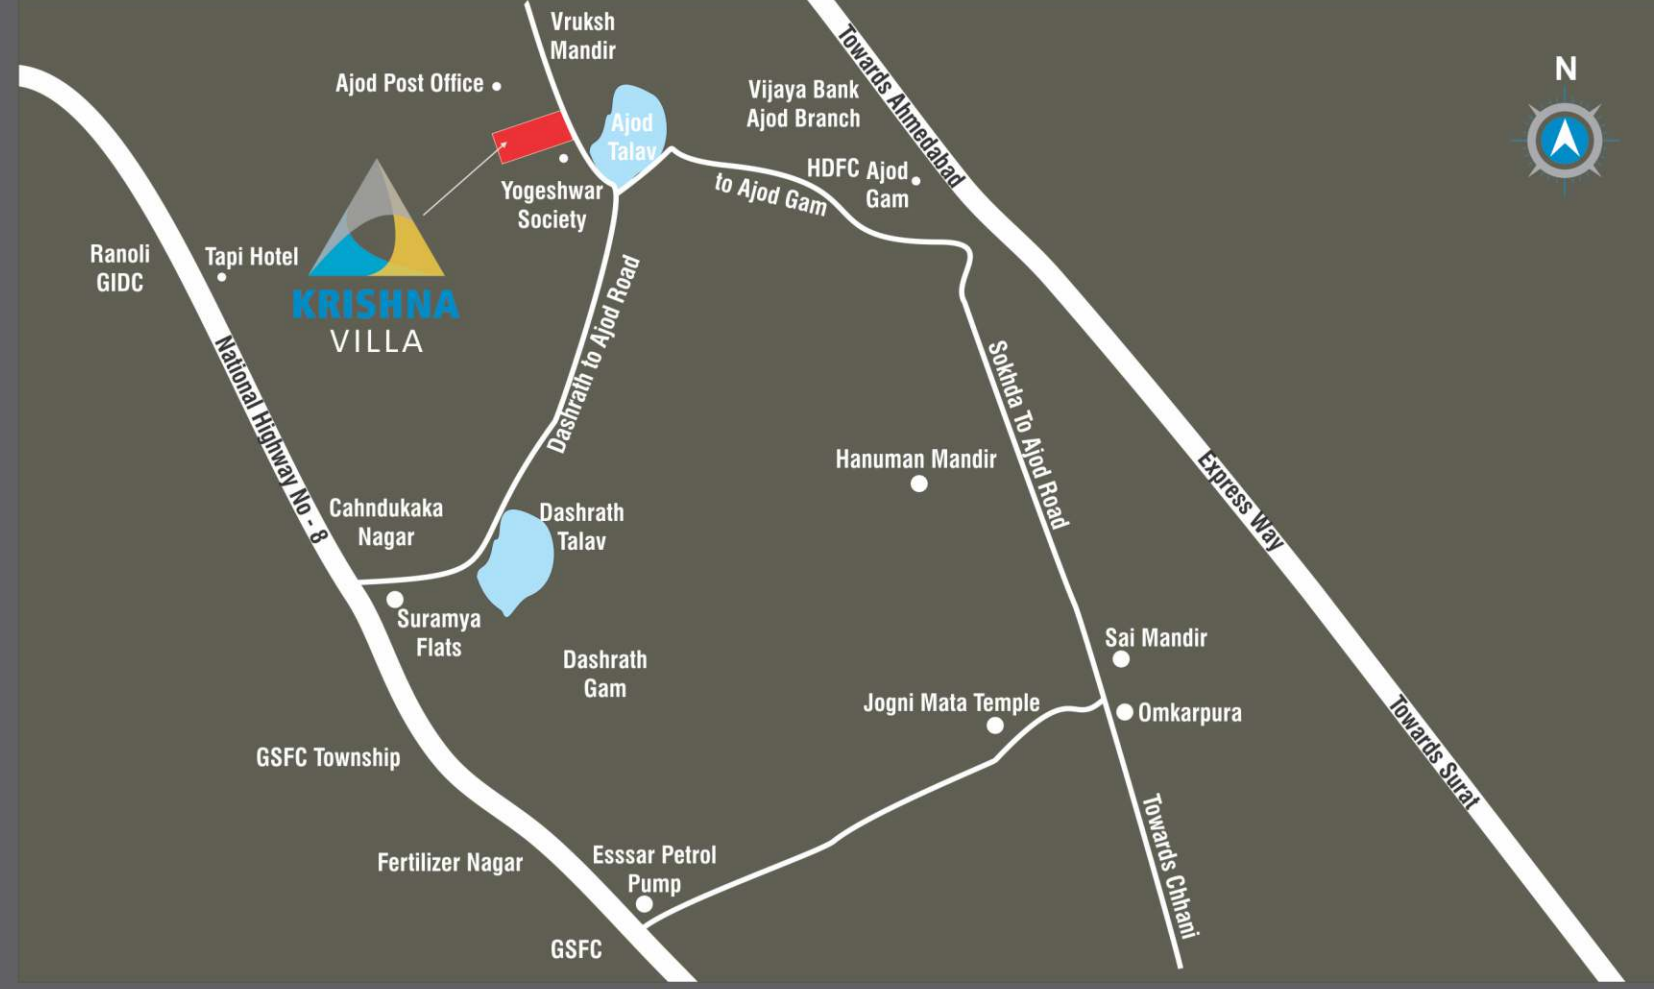 Vruksh
Mandir
Towards Ahmedabad
N
Ajod Post Office
Vijaya Bank
Ajod Branch
Ajod
Talav
HDFC
Ajod
Gam
to Ajod Gam
Yogeshwar
Society
Ranoli
GIDC
Tapi Hotel
KRISHNA
VILLA
Dashrath to Ajod Road
National Highway No - 8
Sokhda To Ajod Road
Hanuman Mandir
Express Way
Cahndukaka
Nagar
Dashrath
Talav
Suramya
Flats
Dashrath
Gam
Sai Mandir
Jogni Mata Temple
Omkarpura
Towards Surat
GSFC Township
Towards Chhani
Fertilizer Nagar
Esssar Petrol
Pump
GSFC